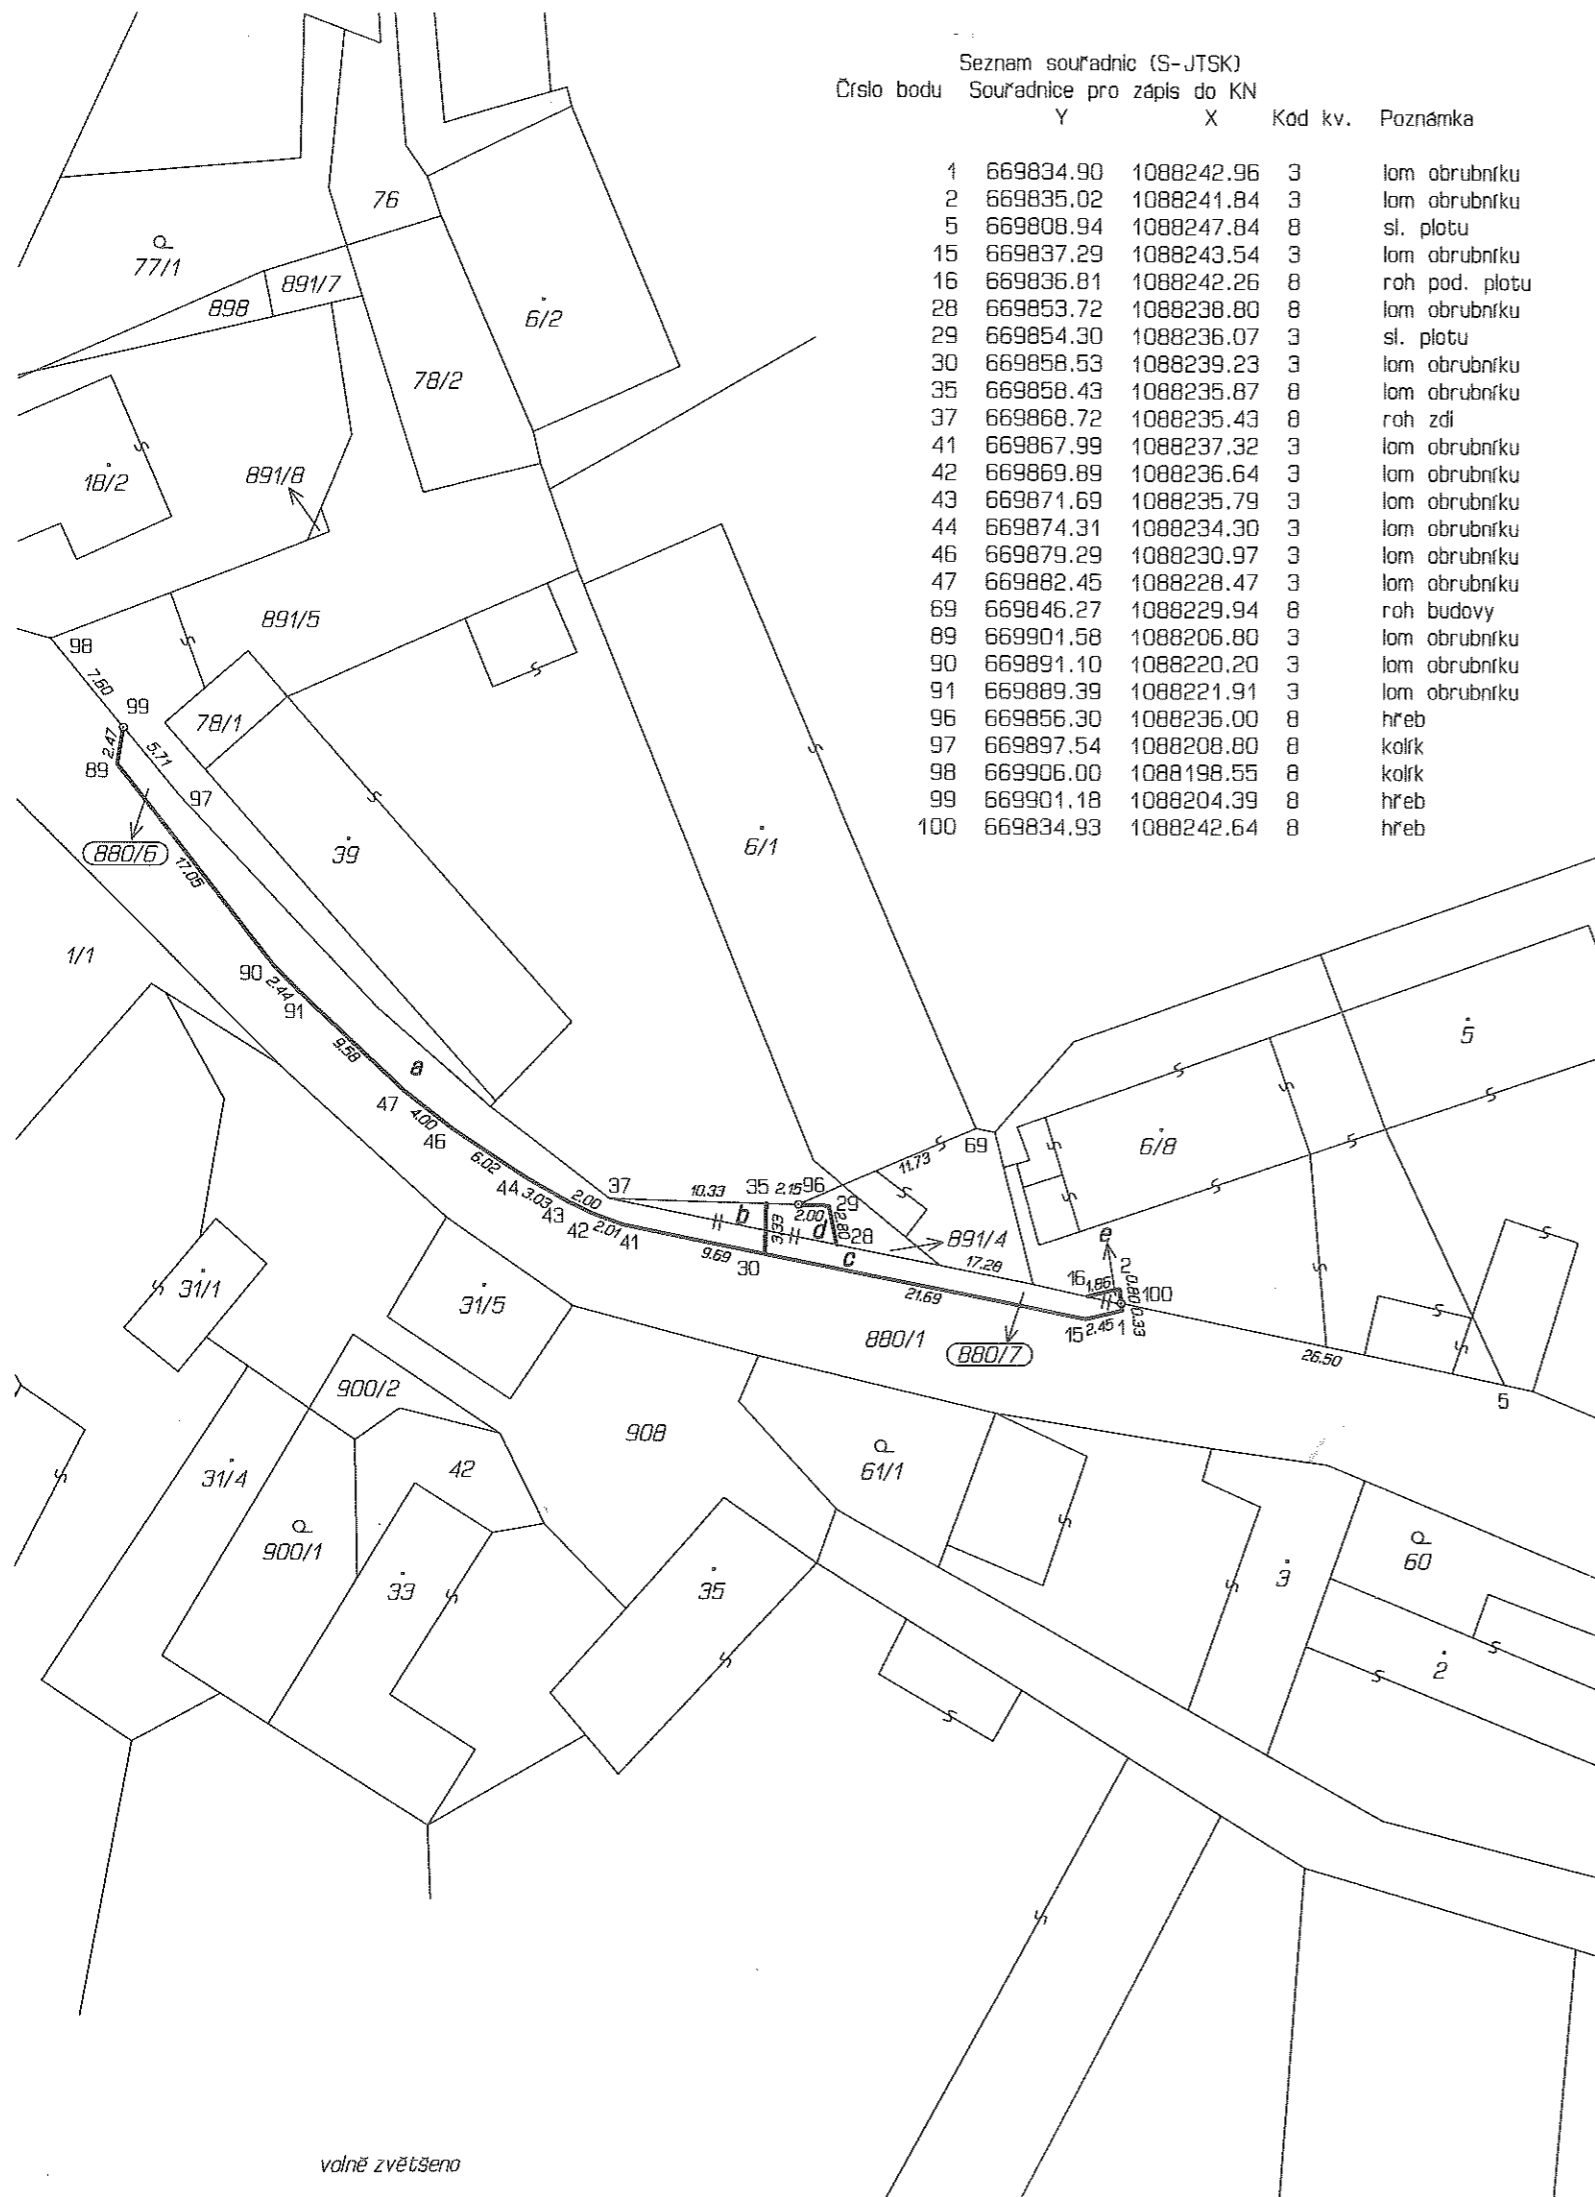 Seznam souřadnic (S-JTSK)
Číslo bodu Souřadnice pro zápis do KN
Y X Kód kv. Poznámka
1 669834.90 1088242.96 3 lom obrubníku
2 669835.02 1088241.84 3 lom obrubníku
5 669808.94 1088247.84 8 sl. plotu
15 669837.29 1088243.54 3 lom obrubníku
16 669836.81 1088242.26 8 roh pod. plotu
28 669853.72 1088238.80 8 lom obrubníku
29 669854.30 1088236.07 3 sl. plotu
30 669858.53 1088239.23 3 lom obrubníku
35 669858.43 1088235.87 8 lom obrubníku
37 669868.72 1088235.43 8 roh zdi
41 669867.99 1088237.32 3 lom obrubníku
42 669869.89 1088236.64 3 lom obrubníku
43 669871.69 1088235.79 3 lom obrubníku
44 669874.31 1088234.30 3 lom obrubníku
46 669879.29 1088230.97 3 lom obrubníku
47 669882.45 1088228.47 3 lom obrubníku
69 669846.27 1088229.94 8 roh budovy
89 669901.58 1088206.80 3 lom obrubníku
90 669891.10 1088220.20 3 lom obrubníku
91 669889.39 1088221.91 3 lom obrubníku
96 669856.30 1088236.00 8 hřeb
97 669897.54 1088208.80 8 kolík
98 669906.00 1088198.55 8 kolík
99 669901.18 1088204.39 8 hřeb
100 669834.93 1088242.64 8 hřeb
76
77/1
891/7
898
6/2
78/2
18/2
891/8
891/5
98
7.60
99
78/1
2.47
5.71
89
97
880/6
39
6/1
17.05
1/1
90
2.44
91
9.58
a
5
47
4.00
46
6.02
69
6/8
11.73
44
3.03
43
2.00
42
2.01
41
37
10.33
35
2.15
96
29
2.00
2.80
b
3.33
d
28
891/4
e
9.69
30
c
17.28
16
1.86
2
0.80
100
0.33
21.69
15
2.45
1
31/1
31/5
880/1
880/7
26.50
5
900/2
908
31/4
42
61/1
900/1
33
35
3
60
2
volně zvětšeno